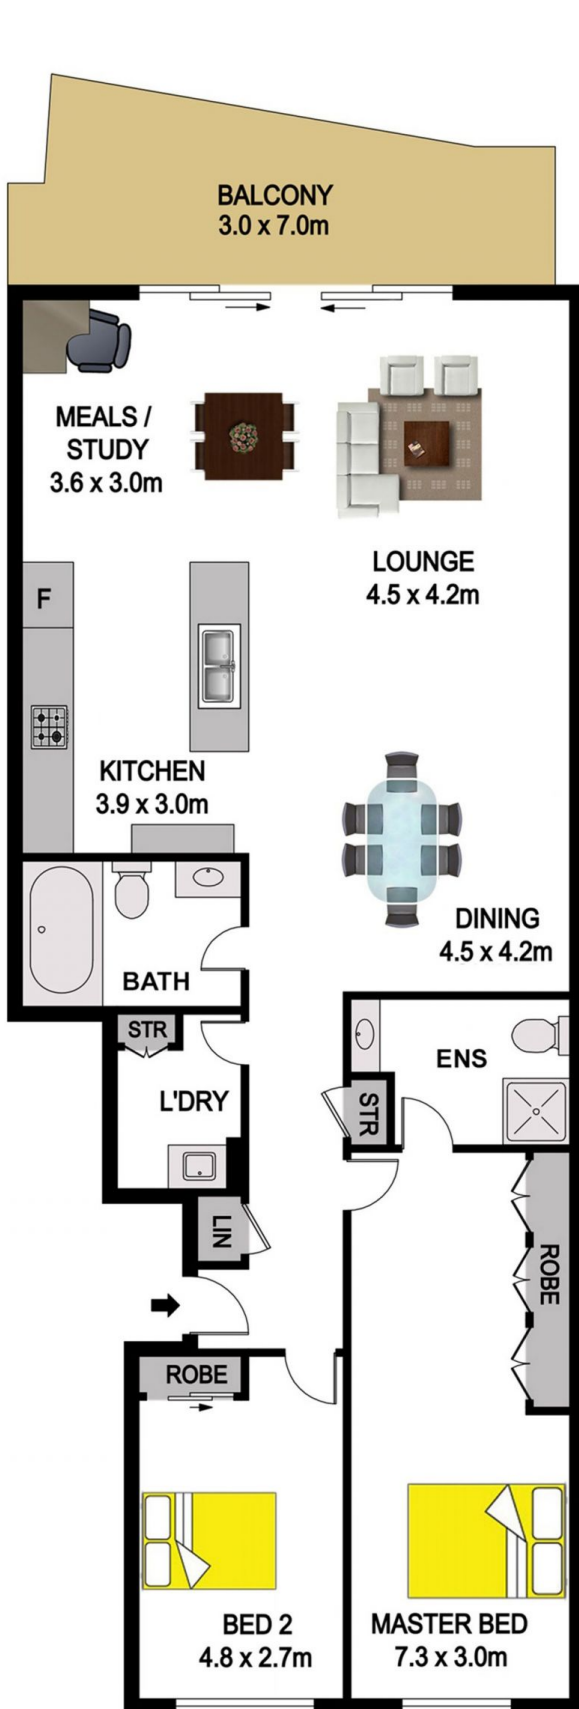 BALCONY
3.0 x 7.0m
MEALS /
STUDY
3.6 x 3.0m
LOUNGE
4.5 x 4.2m
F
KITCHEN
3.9 x 3.0m
DINING
4.5 x 4.2m
BATH
STR
ENS
L'DRY
STR
LIN
ROBE
ROBE
BED 2
4.8 x 2.7m
MASTER BED
7.3 x 3.0m